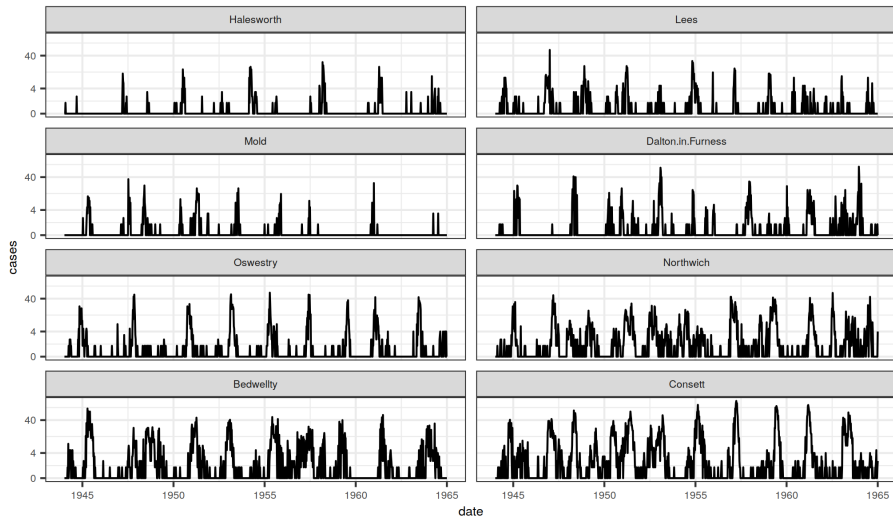 Halesworth
Lees
40
4
0
Mold
Dalton.in.Furness
40
4
0
Oswestry
Northwich
40
4
0
Bedwellty
Consett
40
4
0
cases
1945 1950 1955 1960 1965 1945 1950 1955 1960 1965
date